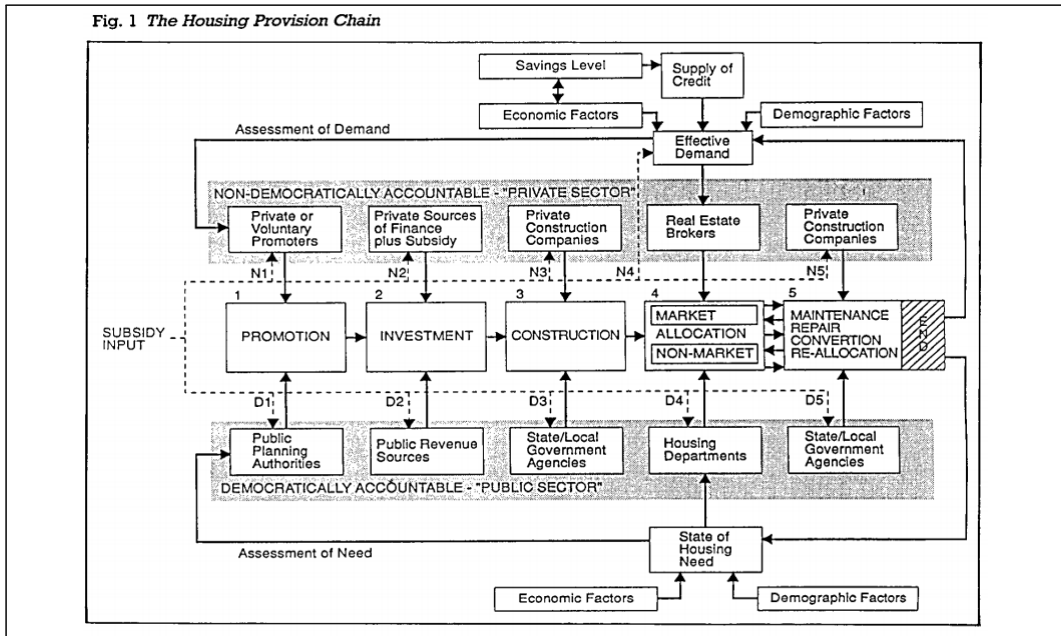 Fig. 1 The Housing Provision Chain
Savings Level
Supply of
Credit
Economic Factors
Demographic Factors
Assessment of Demand
Effective
Demand
NON-DEMOCRATICALLY ACCOUNTABLE - "PRIVATE SECTOR"
Private or
Voluntary
Promoters
Private Sources
of Finance
plus Subsidy
Private
Construction
Companies
Real Estate
Brokers
Private
Construction
Companies
N1
N2
N3
N4
N5
1
2
3
4
5
SUBSIDY
INPUT
PROMOTION
INVESTMENT
CONSTRUCTION
MARKET
ALLOCATION
NON-MARKET
MAINTENANCE
REPAIR
CONVERTION
RE-ALLOCATION
END
D1
D2
D3
D4
D5
Public
Planning
Authorities
Public Revenue
Sources
State/Local
Government
Agencies
Housing
Departments
State/Local
Government
Agencies
DEMOCRATICALLY ACCOUNTABLE - "PUBLIC SECTOR"
Assessment of Need
State of
Housing
Need
Economic Factors
Demographic Factors